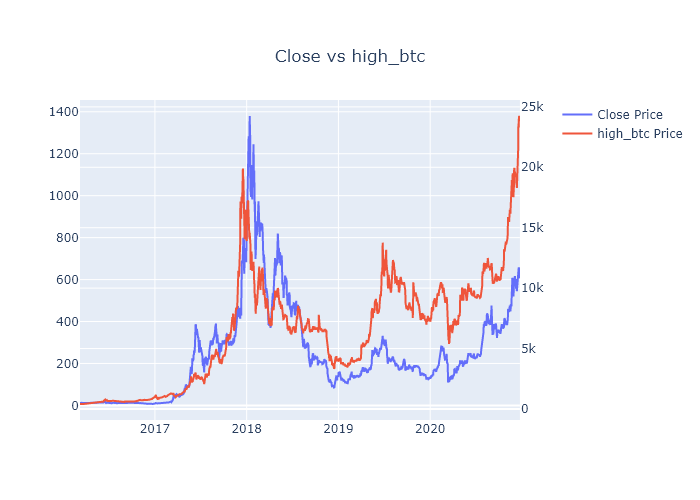 Close vs high_btc
1400
1200
1000
800
600
400
200
0
25k
20k
15k
10k
5k
0
2017
2018
2019
2020
Close Price
high_btc Price